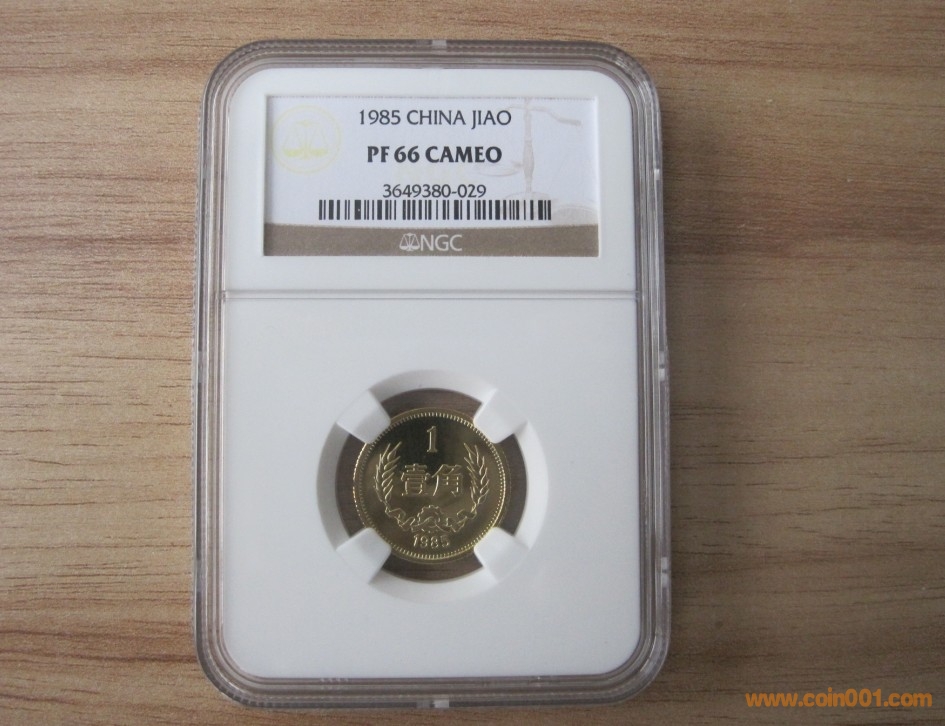 1985 CHINA JIAO
PF 66 CAMEO
3649380-029
NGC
1
壹角
1985
www.coin001.com